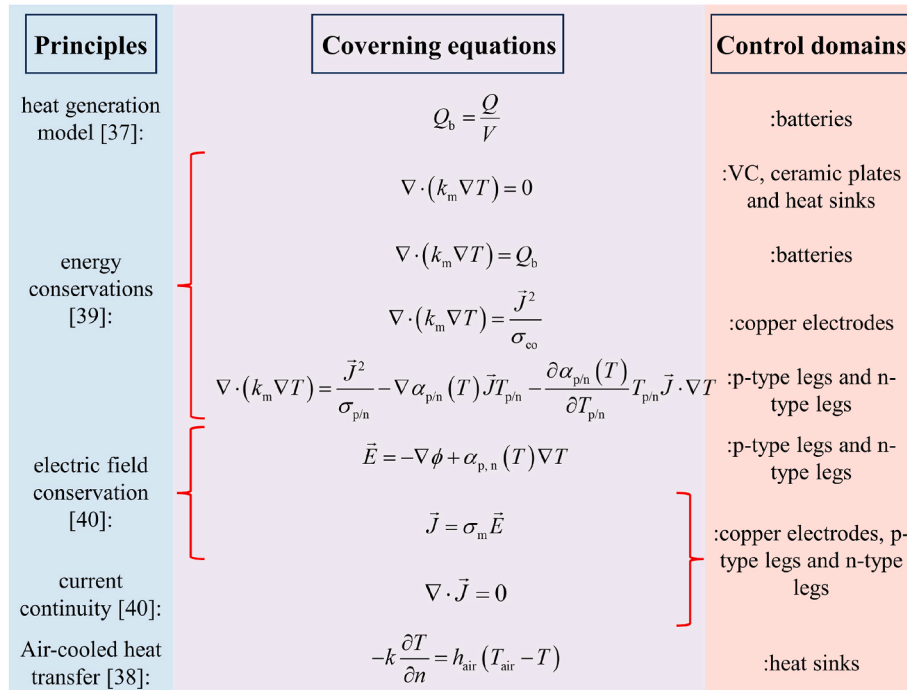 Principles
Coverning equations
Control domains
heat generation
model [37]:
Q_b = Q/V
:batteries
∇·(k_m∇T) = 0
:VC, ceramic plates
and heat sinks
energy
conservations
[39]:
∇·(k_m∇T) = Q_b
:batteries
∇·(k_m∇T) = J⃗²/σ_co
:copper electrodes
∇·(k_m∇T) = J⃗²/σ_p/n − ∇α_p/n(T)J⃗T_p/n − ∂α_p/n(T)/∂T_p/n T_p/n J⃗·∇T
:p-type legs and n-
type legs
electric field
conservation
[40]:
E⃗ = −∇ϕ + α_p, n(T)∇T
:p-type legs and n-
type legs
J⃗ = σ_m E⃗
:copper electrodes, p-
type legs and n-type
legs
current
continuity [40]:
∇·J⃗ = 0
Air-cooled heat
transfer [38]:
−k ∂T/∂n = h_air(T_air − T)
:heat sinks